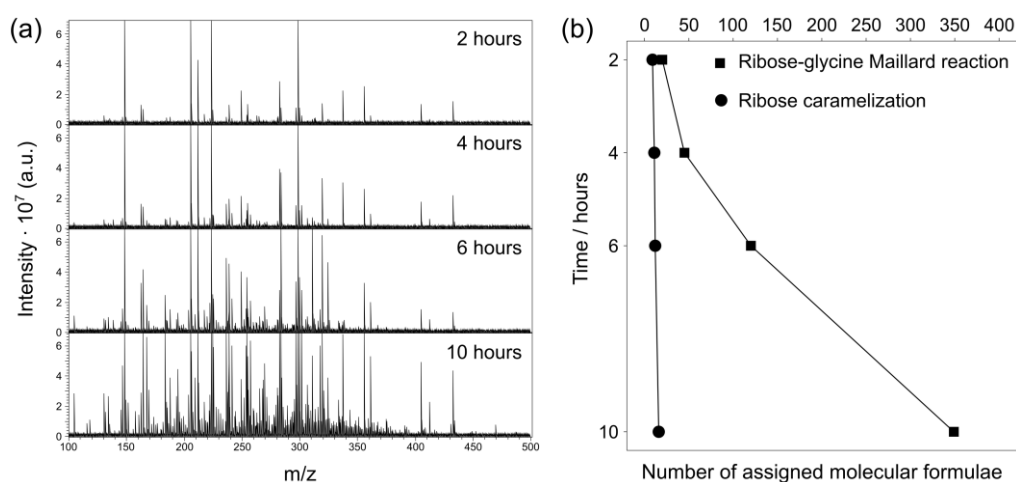 (a)
Intensity · 10⁷ (a.u.)
2 hours
6
4
2
0
4 hours
6
4
2
0
6 hours
6
4
2
0
10 hours
6
4
2
0
100 150 200 250 300 350 400 450 500
m/z
(b)
0 50 100 150 200 250 300 350 400
Ribose-glycine Maillard reaction
Ribose caramelization
Time / hours
2
4
6
10
Number of assigned molecular formulae